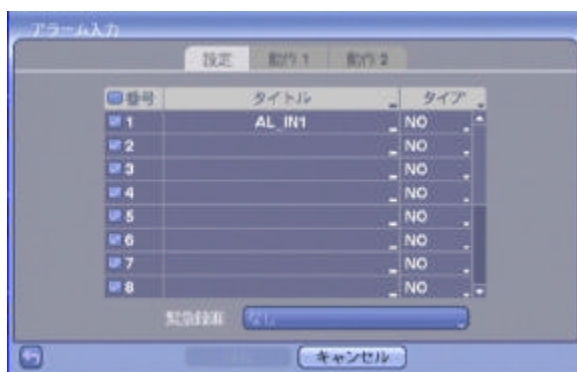 アラーム入力
設定 動作 1 動作 2
番号 タイトル タイプ
1 AL_IN1 NO
2 NO
3 NO
4 NO
5 NO
6 NO
7 NO
8 NO
緊急録画 なし
キャンセル